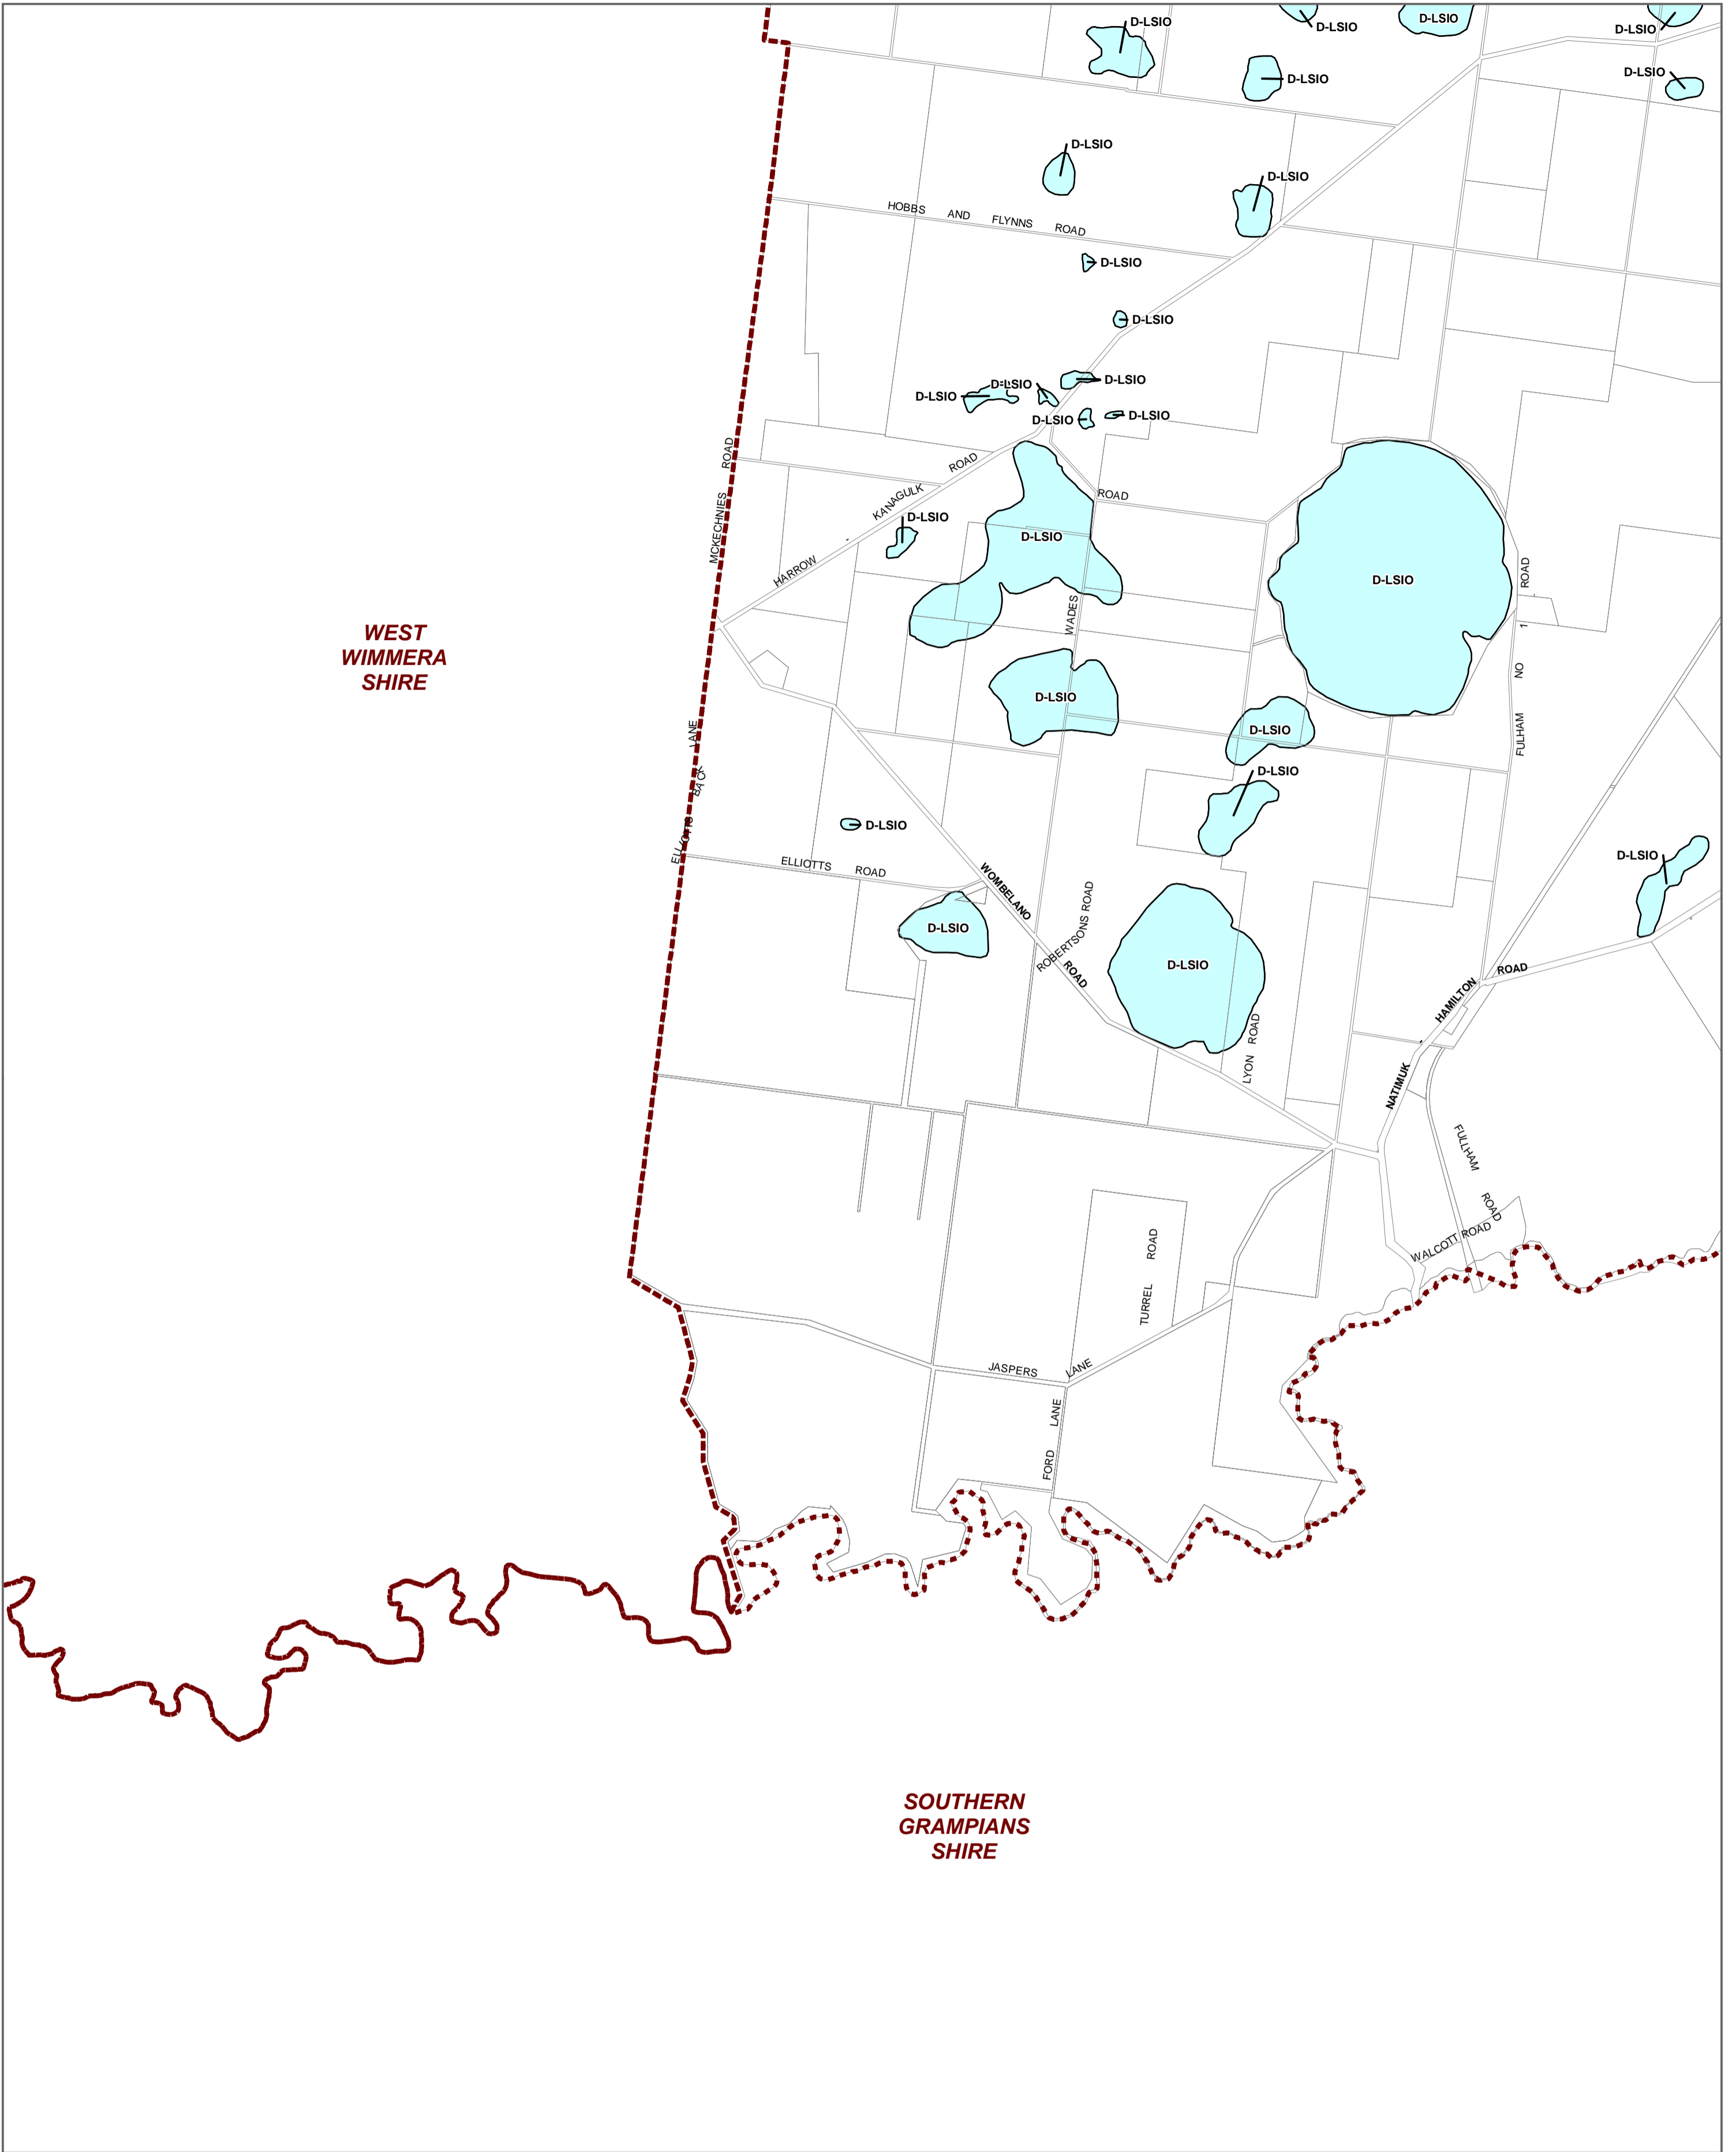 D-LSIO
D-LSIO
D-LSIO
D-LSIO
D-LSIO
D-LSIO
D-LSIO
D-LSIO
HOBBS AND FLYNNS ROAD
D-LSIO
D-LSIO
D-LSIO
D-LSIO
D-LSIO
D-LSIO
D-LSIO
D-LSIO
MCKECHNIES ROAD
HARROW - KANAGULK ROAD
ROAD
D-LSIO
D-LSIO
D-LSIO
WADES
FULHAM NO 1 ROAD
WEST
WIMMERA
SHIRE
D-LSIO
D-LSIO
D-LSIO
D-LSIO
D-LSIO
ELLIOTTS BACK LANE
ELLIOTTS ROAD
WOMBELANO ROAD
D-LSIO
ROBERTSONS ROAD
D-LSIO
LYON ROAD
NATIMUK - HAMILTON ROAD
FULLHAM ROAD
WALCOTT ROAD
TURREL ROAD
JASPERS LANE
FORD LANE
SOUTHERN
GRAMPIANS
SHIRE